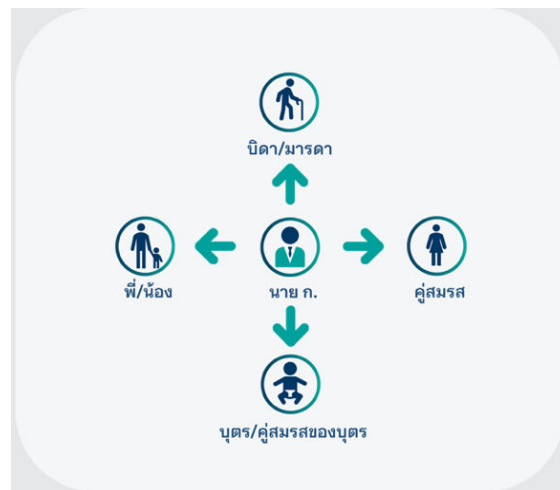 บิดา/มารดา
พี่/น้อง
นาย ก.
คู่สมรส
บุตร/คู่สมรสของบุตร